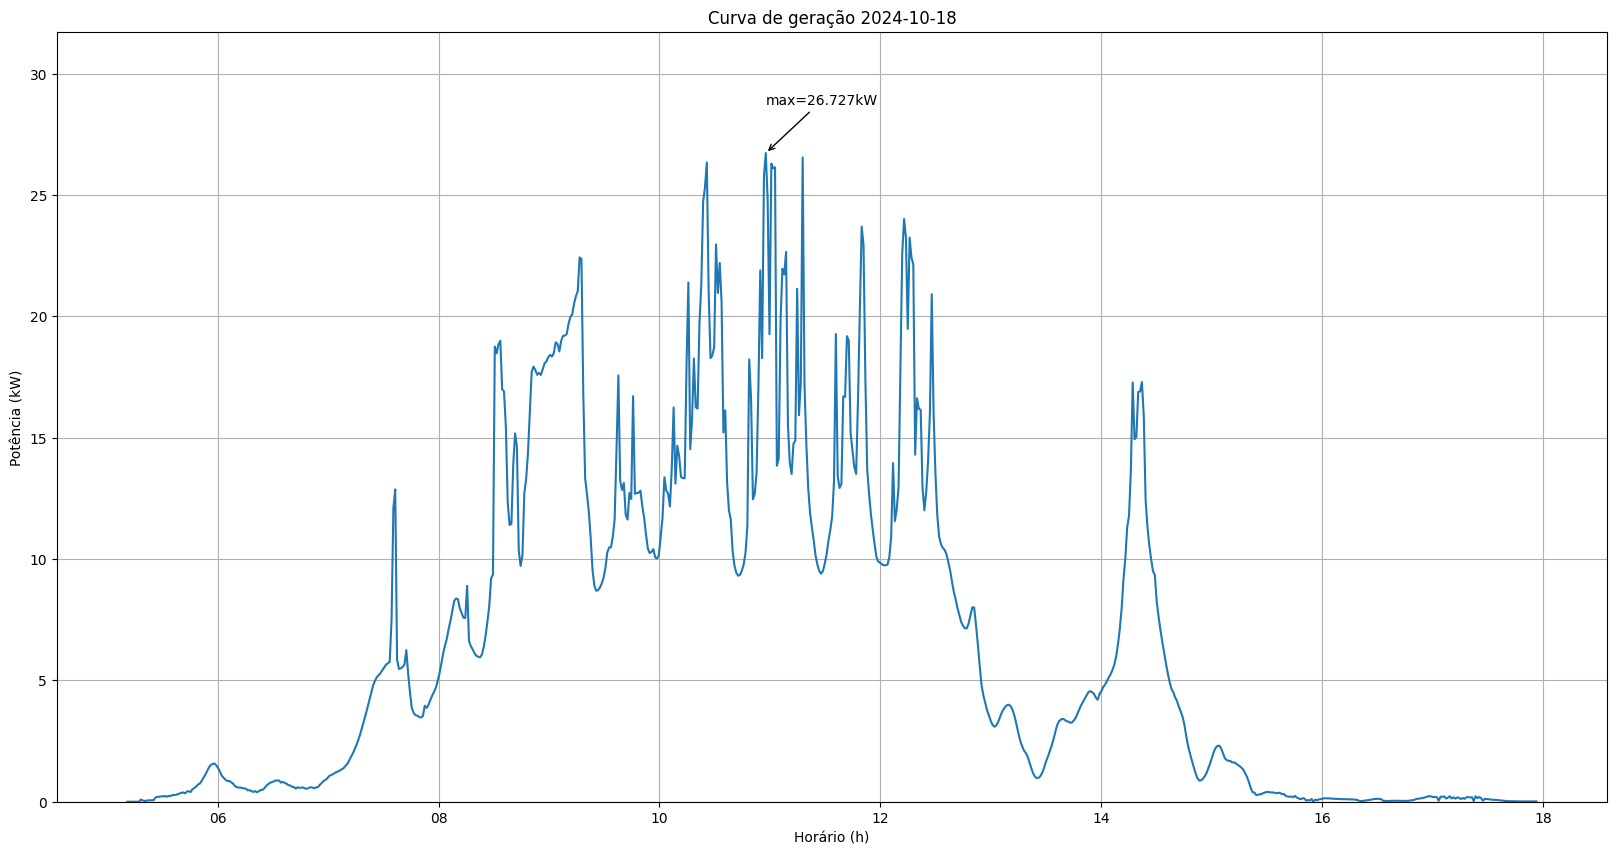 Curva de geração 2024-10-18
30
max=26.727kW
25
20
15
10
5
0
Potência (kW)
06 08 10 12 14 16 18
Horário (h)